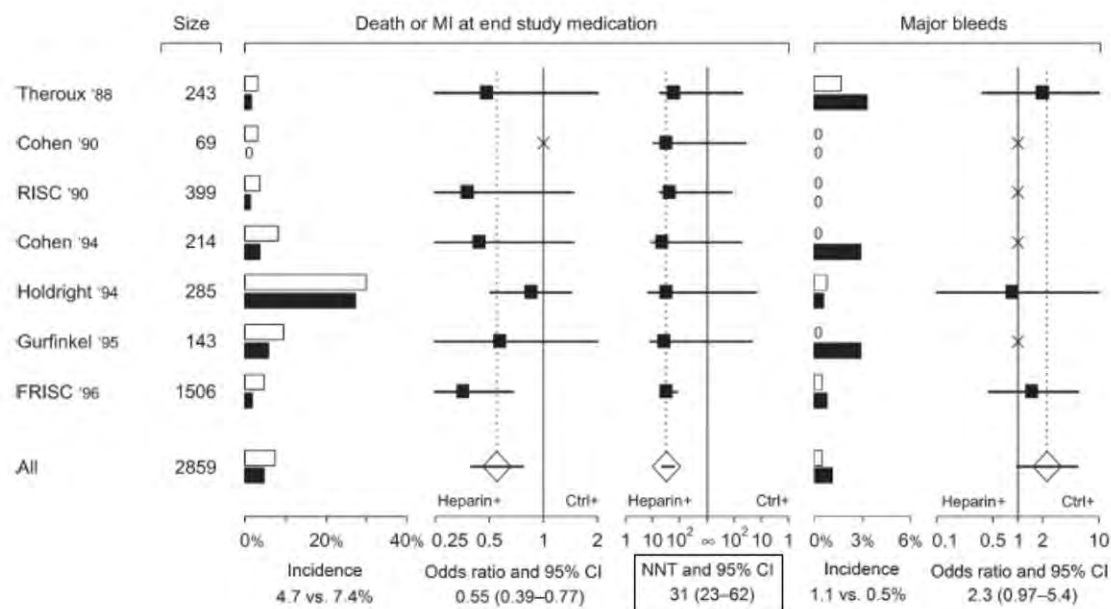 Size Death or MI at end study medication Major bleeds
Theroux '88 243
Cohen '90 69 0 0 0
RISC '90 399 0 0
Cohen '94 214 0
Holdright '94 285
Gurfinkel '95 143 0
FRISC '96 1506
All 2859
Heparin+ Ctrl+ Heparin+ Ctrl+ Heparin+ Ctrl+
0% 20% 40% 0.25 0.5 1 2 1 10 10² ∞ 10² 10 1 0% 3% 6% 0.1 0.5 1 2 10
Incidence Odds ratio and 95% CI NNT and 95% CI Incidence Odds ratio and 95% CI
4.7 vs. 7.4% 0.55 (0.39–0.77) 31 (23–62) 1.1 vs. 0.5% 2.3 (0.97–5.4)